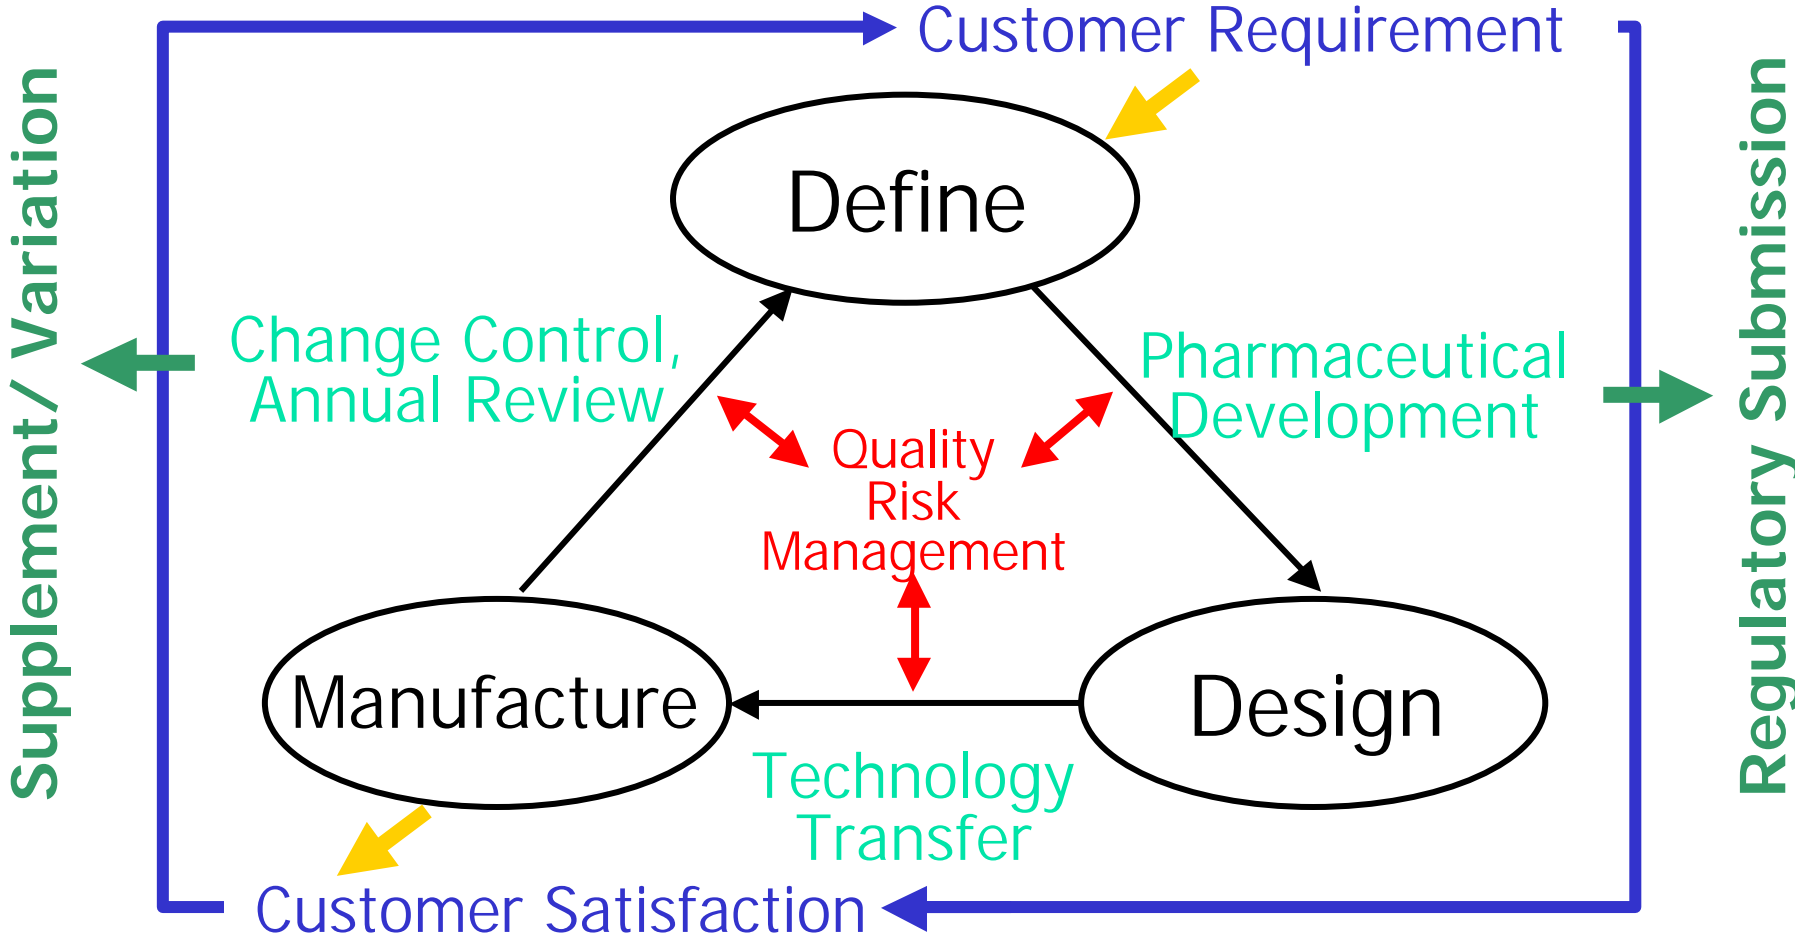 Customer Requirement
Supplement/ Variation
Define
Regulatory Submission
Change Control,
Annual Review
Pharmaceutical
Development
Quality
Risk
Management
Manufacture
Design
Technology
Transfer
Customer Satisfaction